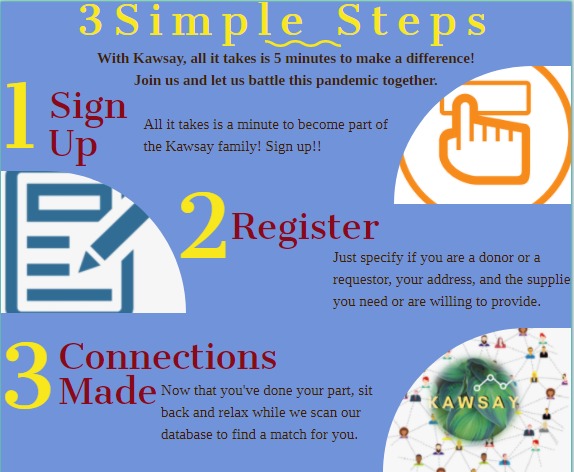 3 Simple Steps
With Kawsay, all it takes is 5 minutes to make a difference!
Join us and let us battle this pandemic together.
1
Sign
Up
All it takes is a minute to become part of
the Kawsay family! Sign up!!
2
Register
Just specify if you are a donor or a
requestor, your address, and the supplie
you need or are willing to provide.
3
Connections
Made
Now that you've done your part, sit
back and relax while we scan our
database to find a match for you.
KAWSAY